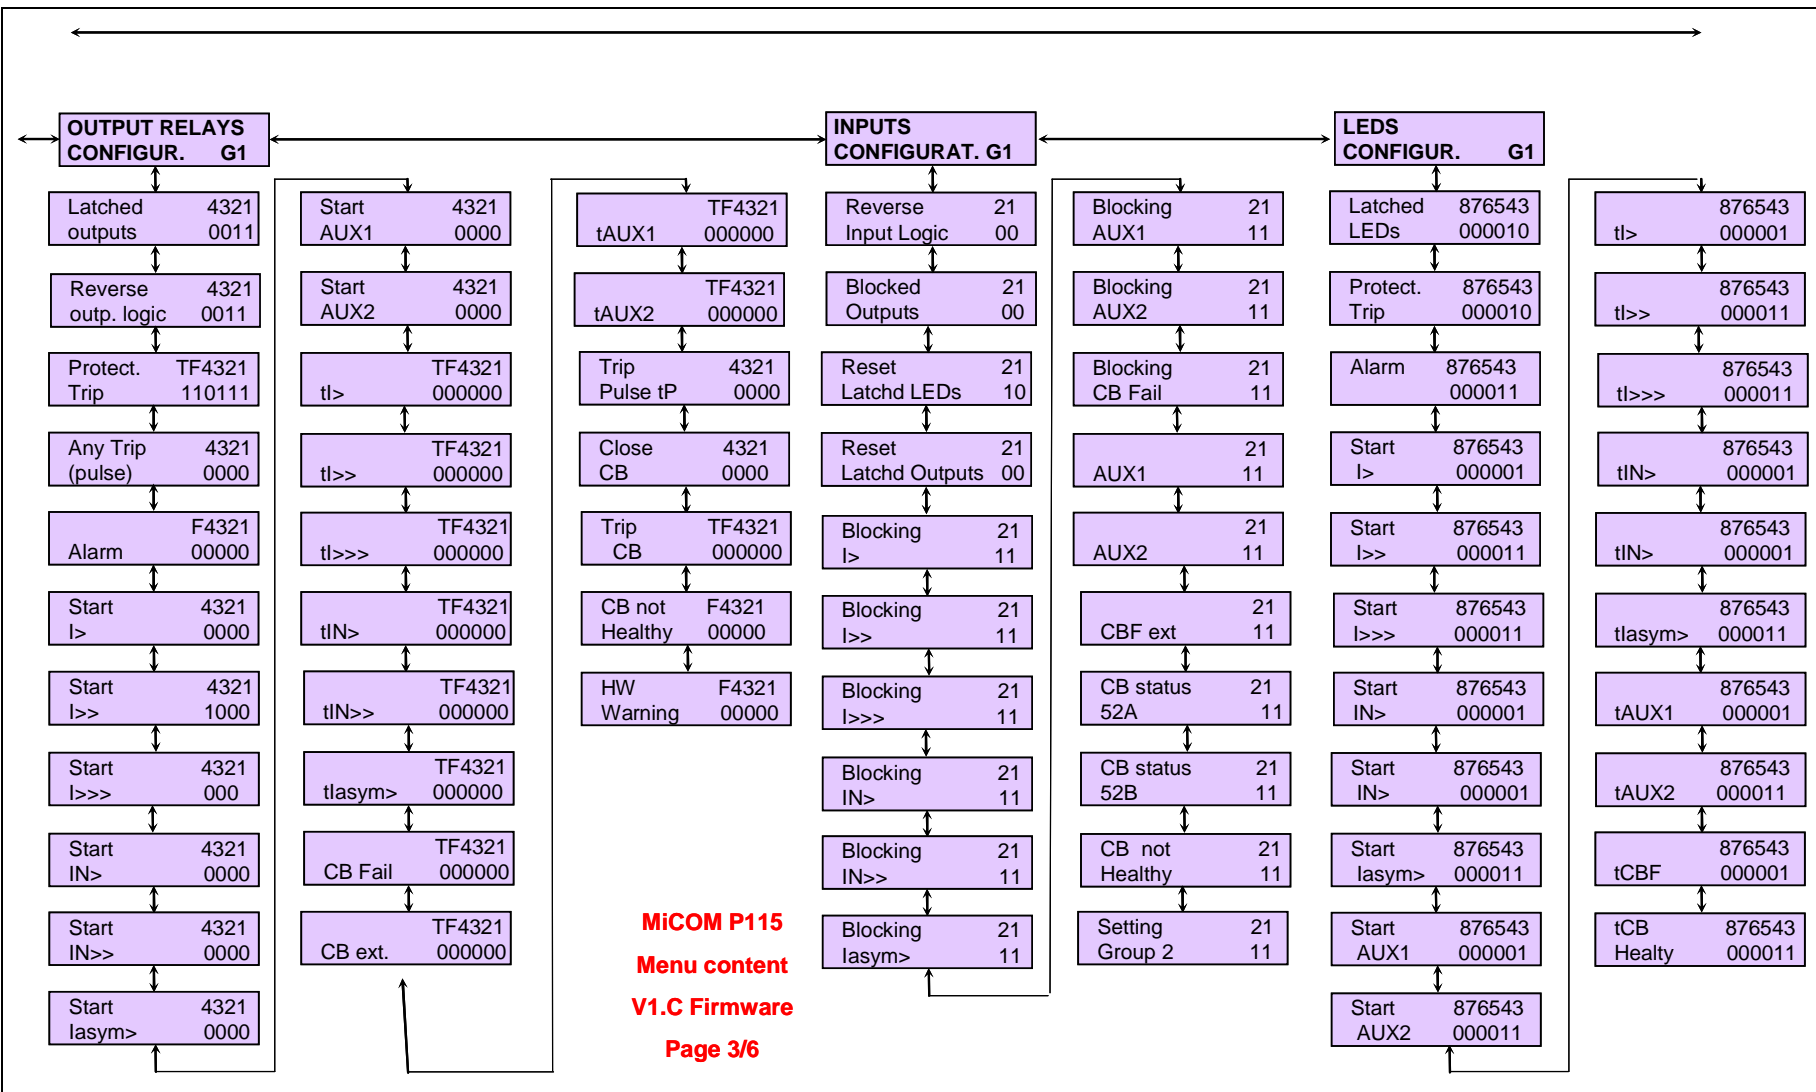 OUTPUT RELAYS
CONFIGUR. G1
Latched 4321
outputs 0011
Reverse 4321
outp. logic 0011
Protect. TF4321
Trip 110111
Any Trip 4321
(pulse) 0000
F4321
Alarm 00000
Start 4321
I> 0000
Start 4321
I>> 1000
Start 4321
I>>> 000
Start 4321
IN> 0000
Start 4321
IN>> 0000
Start 4321
Iasym> 0000
Start 4321
AUX1 0000
Start 4321
AUX2 0000
TF4321
tI> 000000
TF4321
tI>> 000000
TF4321
tI>>> 000000
TF4321
tIN> 000000
TF4321
tIN>> 000000
TF4321
tIasym> 000000
TF4321
CB Fail 000000
TF4321
CB ext. 000000
TF4321
tAUX1 000000
TF4321
tAUX2 000000
Trip 4321
Pulse tP 0000
Close 4321
CB 0000
Trip TF4321
CB 000000
CB not F4321
Healthy 00000
HW F4321
Warning 00000
MiCOM P115
Menu content
V1.C Firmware
Page 3/6
INPUTS
CONFIGURAT. G1
Reverse 21
Input Logic 00
Blocked 21
Outputs 00
Reset 21
Latchd LEDs 10
Reset 21
Latchd Outputs 00
Blocking 21
I> 11
Blocking 21
I>> 11
Blocking 21
I>>> 11
Blocking 21
IN> 11
Blocking 21
IN>> 11
Blocking 21
Iasym> 11
Blocking 21
AUX1 11
Blocking 21
AUX2 11
Blocking 21
CB Fail 11
21
AUX1 11
21
AUX2 11
21
CBF ext 11
CB status 21
52A 11
CB status 21
52B 11
CB not 21
Healthy 11
Setting 21
Group 2 11
LEDS
CONFIGUR. G1
Latched 876543
LEDs 000010
Protect. 876543
Trip 000010
Alarm 876543
000011
Start 876543
I> 000001
Start 876543
I>> 000011
Start 876543
I>>> 000011
Start 876543
IN> 000001
Start 876543
IN> 000001
Start 876543
Iasym> 000011
Start 876543
AUX1 000001
Start 876543
AUX2 000011
876543
tI> 000001
876543
tI>> 000011
876543
tI>>> 000011
876543
tIN> 000001
876543
tIN> 000001
876543
tIasym> 000011
876543
tAUX1 000001
876543
tAUX2 000011
876543
tCBF 000001
tCB 876543
Healty 000011